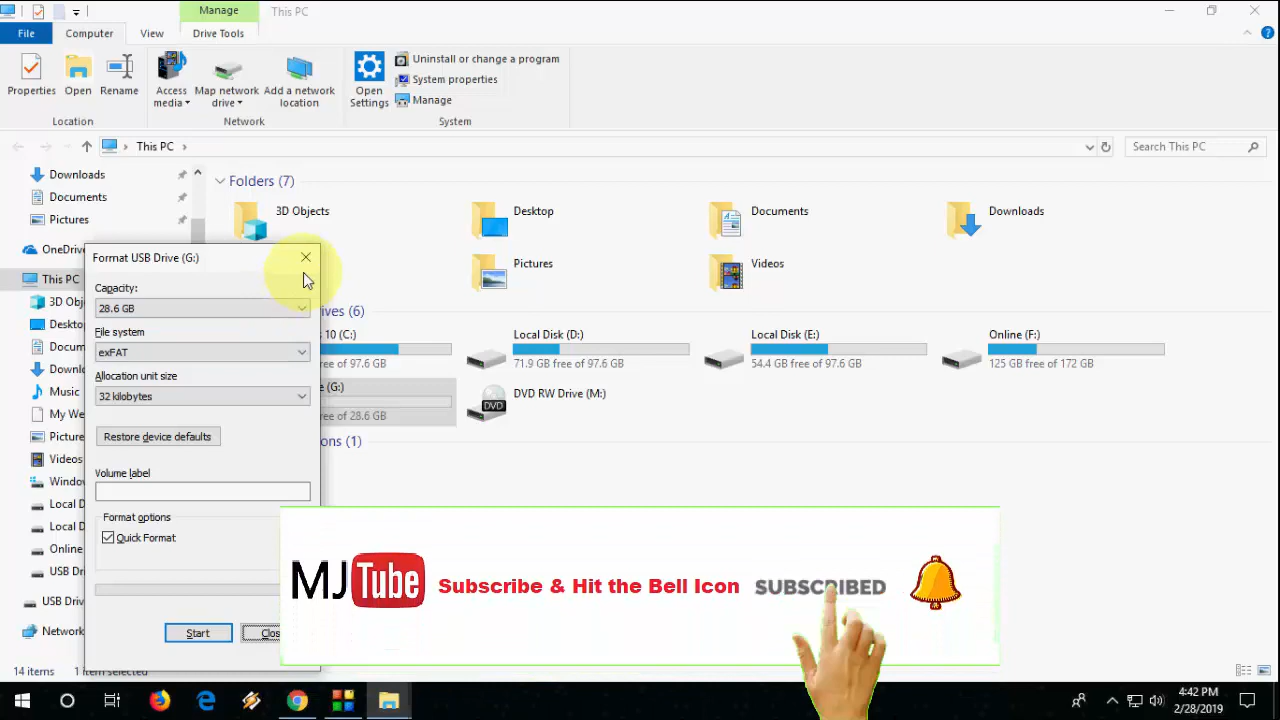 Manage
This PC
File
Computer
View
Drive Tools
Properties
Open
Rename
Access media
Map network drive
Add a network location
Open Settings
Uninstall or change a program
System properties
Manage
Location
Network
System
This PC
Search This PC
Downloads
Documents
Pictures
OneDrive
This PC
3D Obj
Desktop
Docum
Downlo
Music
My We
Picture
Videos
Windo
Local D
Local D
Online
USB Dri
USB Driv
Network
Folders (7)
3D Objects
Desktop
Documents
Downloads
Pictures
Videos
ives (6)
10 (C:)
free of 97.6 GB
Local Disk (D:)
71.9 GB free of 97.6 GB
Local Disk (E:)
54.4 GB free of 97.6 GB
Online (F:)
125 GB free of 172 GB
e (G:)
free of 28.6 GB
DVD RW Drive (M:)
DVD
ons (1)
Format USB Drive (G:)
Capacity:
28.6 GB
File system
exFAT
Allocation unit size
32 kilobytes
Restore device defaults
Volume label
Format options
Quick Format
Start
Clos
MJ Tube
Subscribe & Hit the Bell Icon
SUBSCRIBED
14 items
1 item selected
4:42 PM
2/28/2019